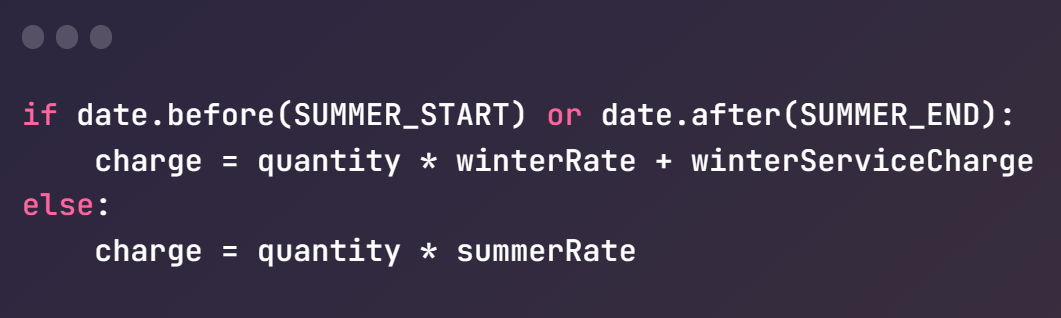 if date.before(SUMMER_START) or date.after(SUMMER_END):
    charge = quantity * winterRate + winterServiceCharge
else:
    charge = quantity * summerRate